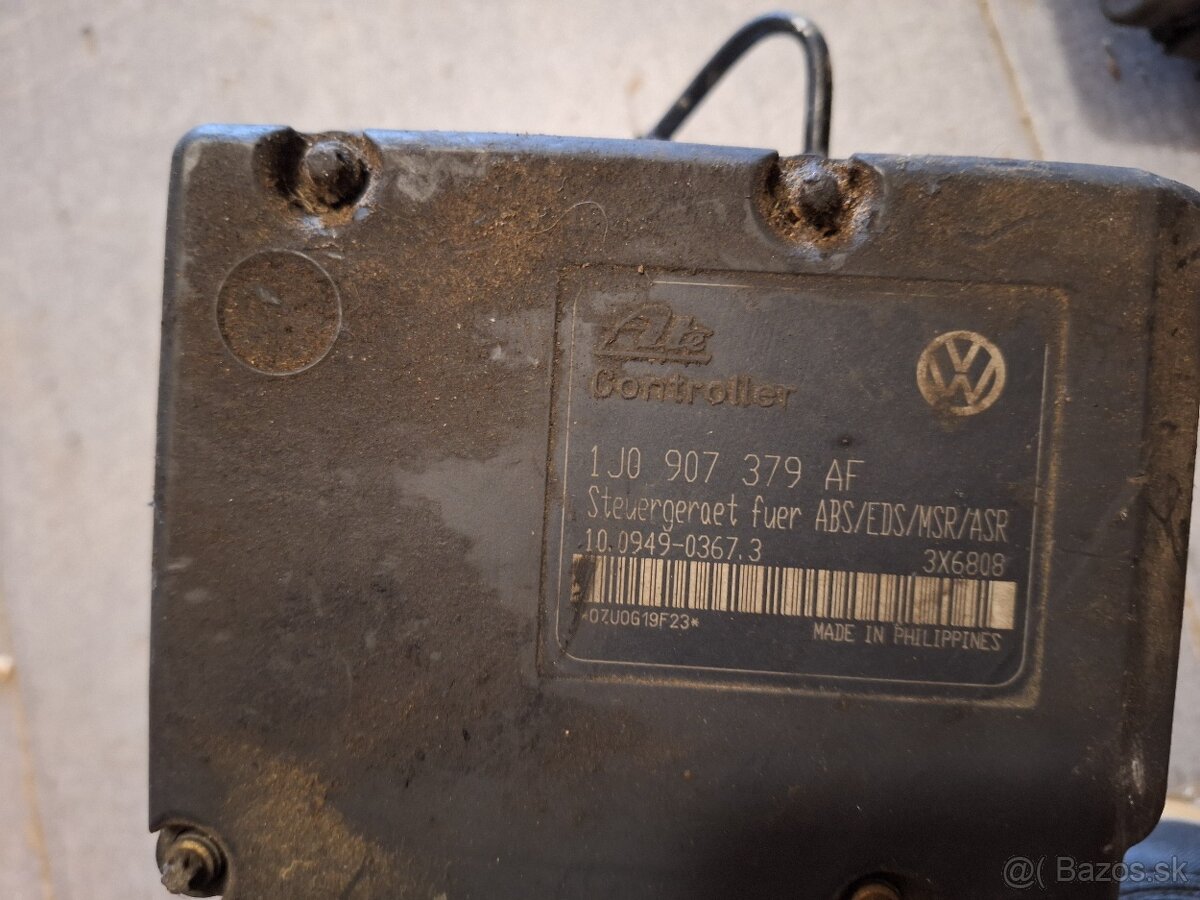 Ate
Controller
VW
1J0 907 379 AF
Steuergeraet fuer ABS/EDS/MSR/ASR
10.0949-0367.3
3X6808
*07U0G19F23*
MADE IN PHILIPPINES
@( Bazos.sk